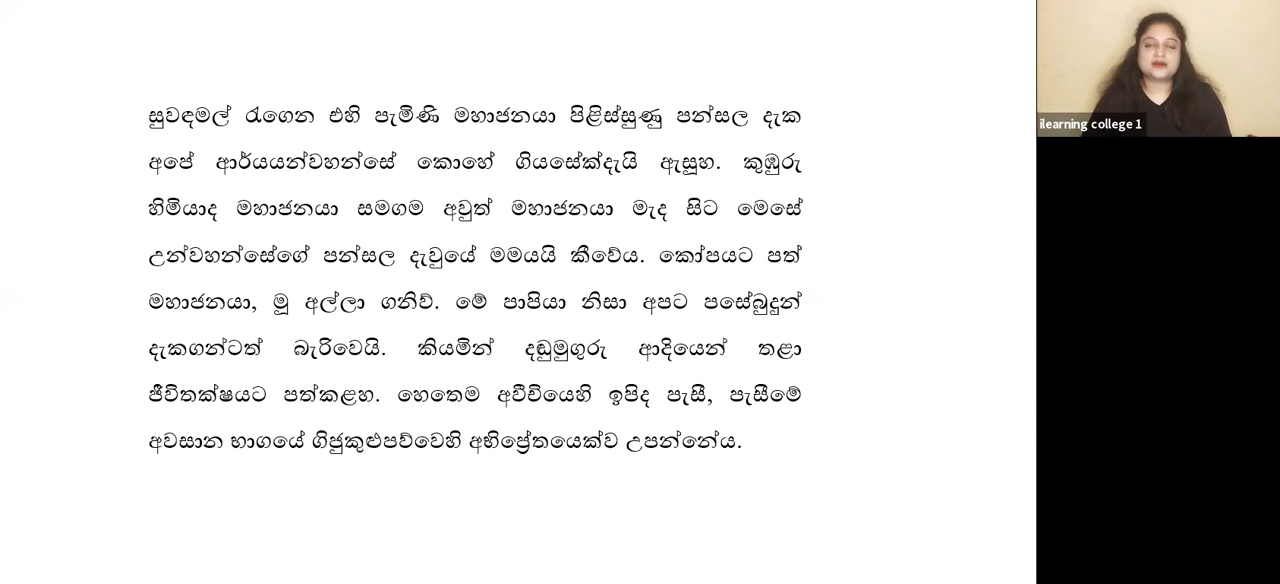 සුවඳමල් රැගෙන එහි පැමිණි මහාජනයා පිළිස්සුණු පන්සල දැක
අපේ ආර්යයන්වහන්සේ කොහේ ගියසේක්දැයි ඇසූහ. කුඹුරු
හිමියාද මහාජනයා සමගම අවුත් මහාජනයා මැද සිට මෙසේ
උන්වහන්සේගේ පන්සල දැවුයේ මමයයි කීවේය. කෝපයට පත්
මහාජනයා, මූ අල්ලා ගනිව්. මේ පාපියා නිසා අපට පසේබුදුන්
දැකගන්ටත් බැරිවෙයි. කියමින් දඬුමුගුරු ආදියෙන් තළා
ජීවිතක්ෂයට පත්කළහ. හෙතෙම අවීචියෙහි ඉපිද පැසී, පැසීමේ
අවසාන භාගයේ ගිජුකුළුපව්වෙහි අභිප්‍රේතයෙක්ව උපන්නේය.
ilearning college 1